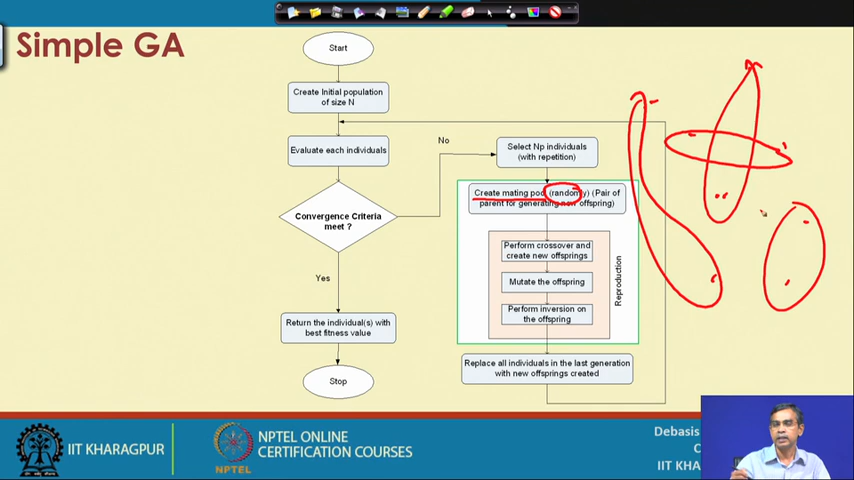 Simple GA
Start
Create Initial population
of size N
Evaluate each individuals
No
Select Np individuals
(with repetition)
Convergence Criteria
meet ?
Create mating pool (randomly) (Pair of
parent for generating new offspring)
Perform crossover and
create new offsprings
Mutate the offspring
Perform inversion on
the offspring
Reproduction
Yes
Return the individual(s) with
best fitness value
Replace all individuals in the last generation
with new offsprings created
Stop
IIT KHARAGPUR
NPTEL
NPTEL ONLINE
CERTIFICATION COURSES
Debasis
IIT KHA